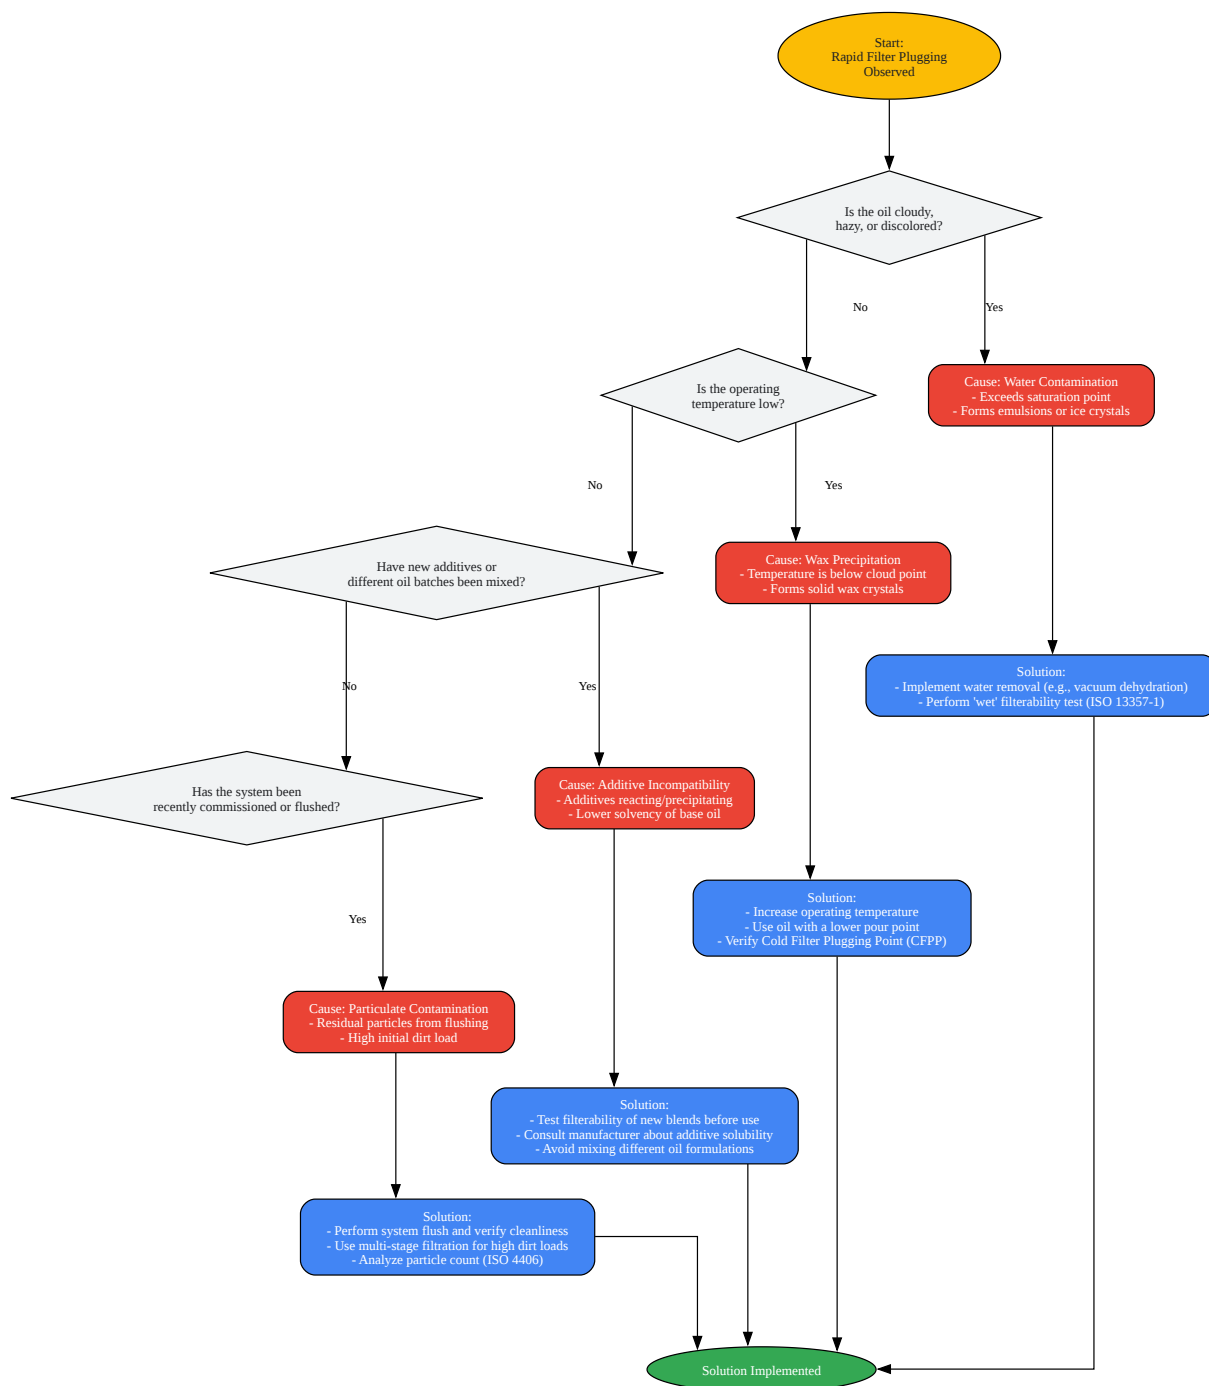 Start:
Rapid Filter Plugging
Observed
Is the oil cloudy,
hazy, or discolored?
No
Yes
Is the operating
temperature low?
Cause: Water Contamination
- Exceeds saturation point
- Forms emulsions or ice crystals
No
Yes
Have new additives or
different oil batches been mixed?
Cause: Wax Precipitation
- Temperature is below cloud point
- Forms solid wax crystals
Solution:
- Implement water removal (e.g., vacuum dehydration)
- Perform 'wet' filterability test (ISO 13357-1)
No
Yes
Has the system been
recently commissioned or flushed?
Cause: Additive Incompatibility
- Additives reacting/precipitating
- Lower solvency of base oil
Solution:
- Increase operating temperature
- Use oil with a lower pour point
- Verify Cold Filter Plugging Point (CFPP)
Yes
Cause: Particulate Contamination
- Residual particles from flushing
- High initial dirt load
Solution:
- Test filterability of new blends before use
- Consult manufacturer about additive solubility
- Avoid mixing different oil formulations
Solution:
- Perform system flush and verify cleanliness
- Use multi-stage filtration for high dirt loads
- Analyze particle count (ISO 4406)
Solution Implemented